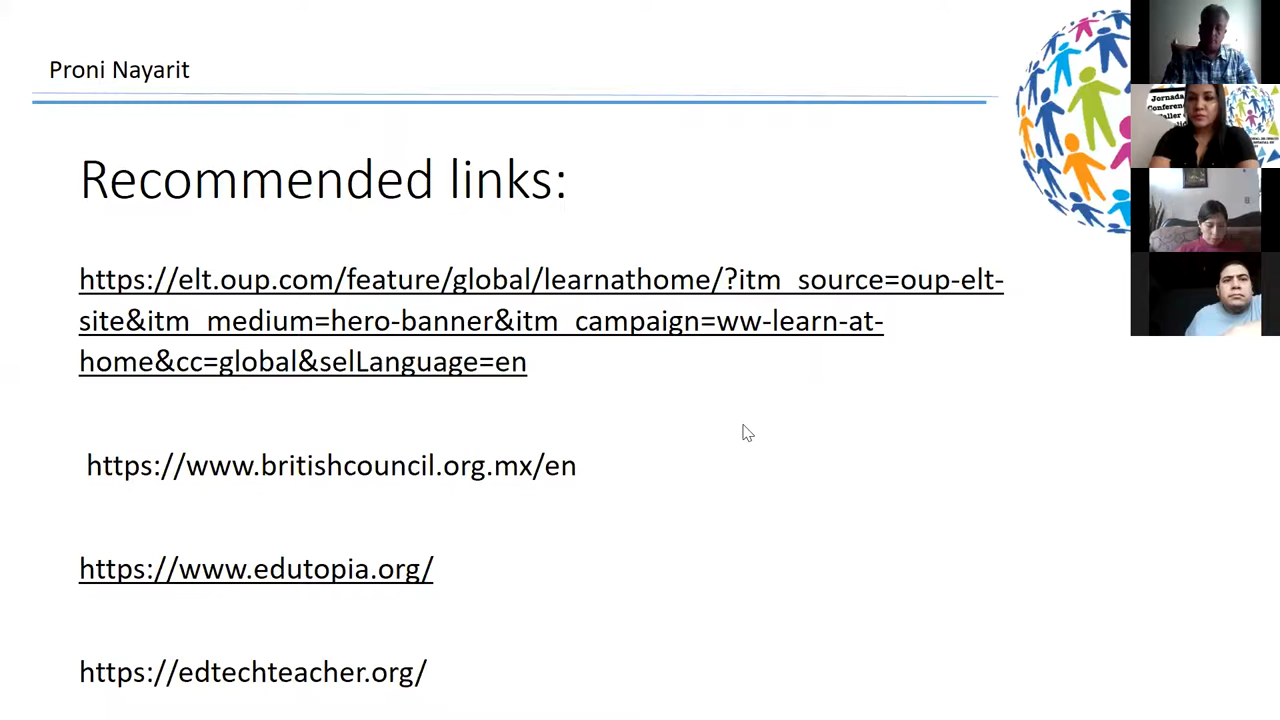 Proni Nayarit
Recommended links:
https://elt.oup.com/feature/global/learnathome/?itm_source=oup-elt-
site&itm_medium=hero-banner&itm_campaign=ww-learn-at-
home&cc=global&selLanguage=en
https://www.britishcouncil.org.mx/en
https://www.edutopia.org/
https://edtechteacher.org/
Jornada